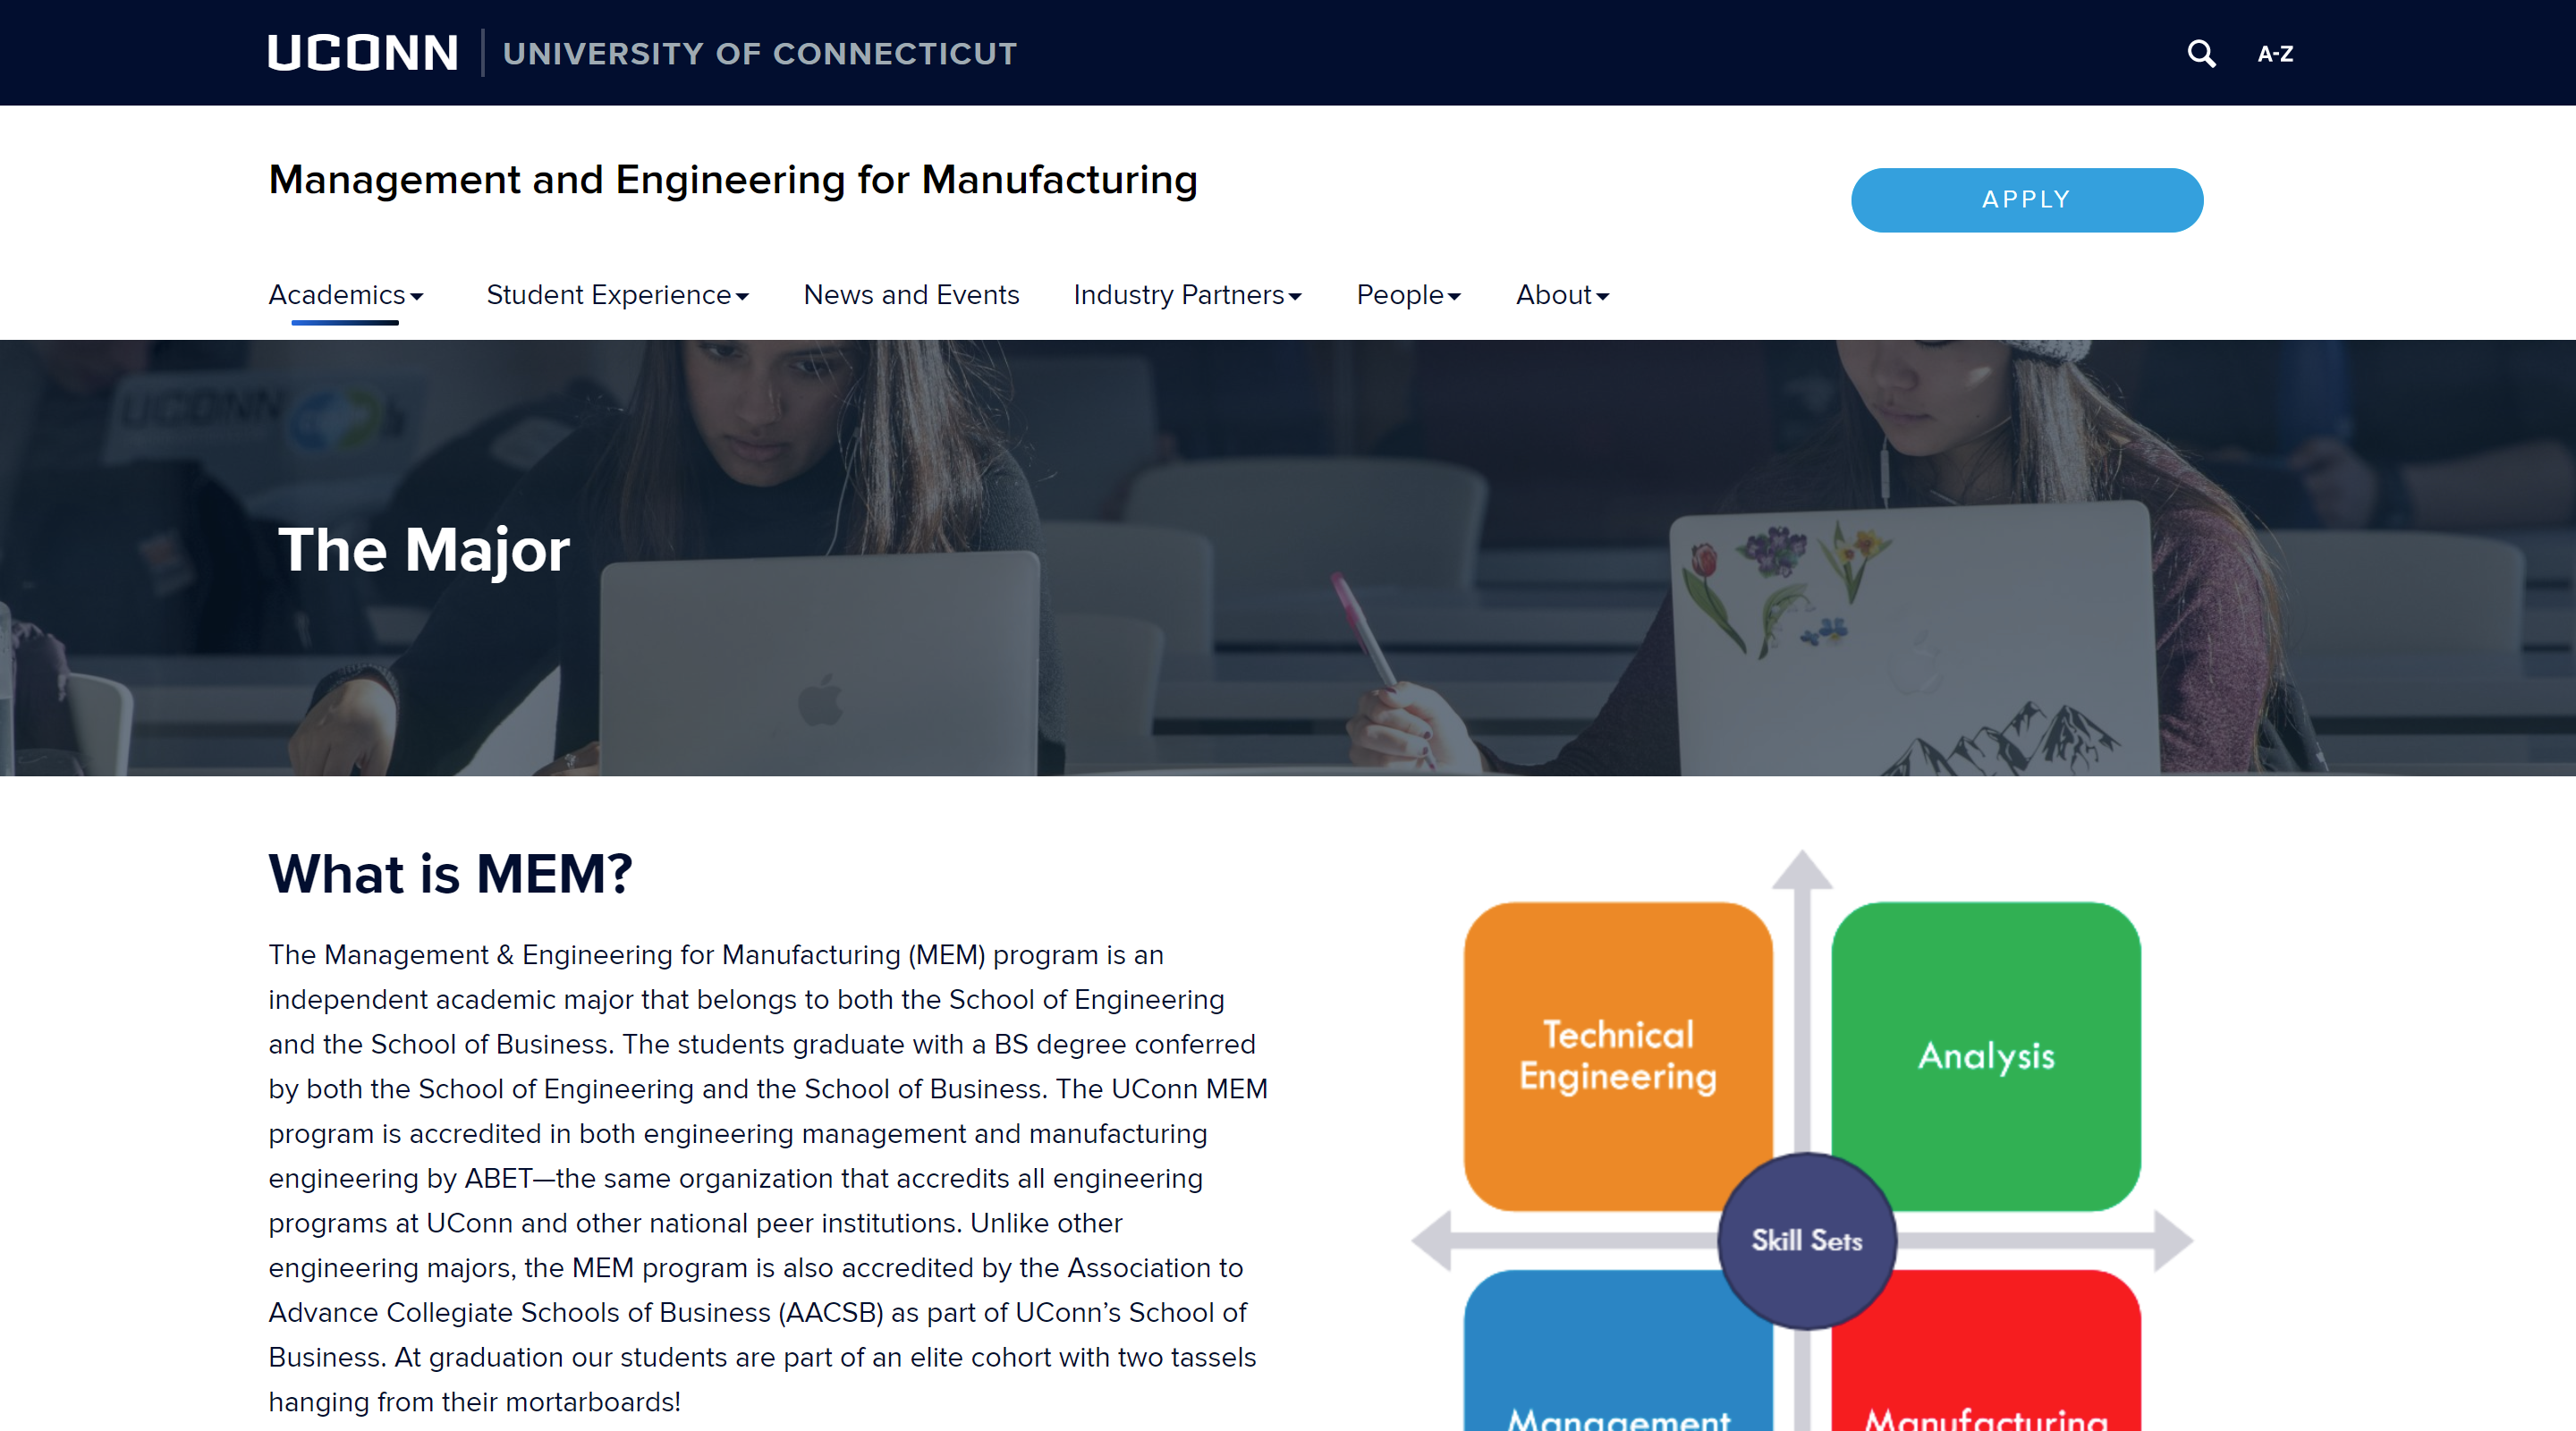 UCONN UNIVERSITY OF CONNECTICUT
A-Z
Management and Engineering for Manufacturing
APPLY
Academics Student Experience News and Events Industry Partners People About
UCONN
The Major
What is MEM?
The Management & Engineering for Manufacturing (MEM) program is an
independent academic major that belongs to both the School of Engineering
and the School of Business. The students graduate with a BS degree conferred
by both the School of Engineering and the School of Business. The UConn MEM
program is accredited in both engineering management and manufacturing
engineering by ABET—the same organization that accredits all engineering
programs at UConn and other national peer institutions. Unlike other
engineering majors, the MEM program is also accredited by the Association to
Advance Collegiate Schools of Business (AACSB) as part of UConn’s School of
Business. At graduation our students are part of an elite cohort with two tassels
hanging from their mortarboards!
Technical
Engineering
Analysis
Skill Sets
Management
Manufacturing